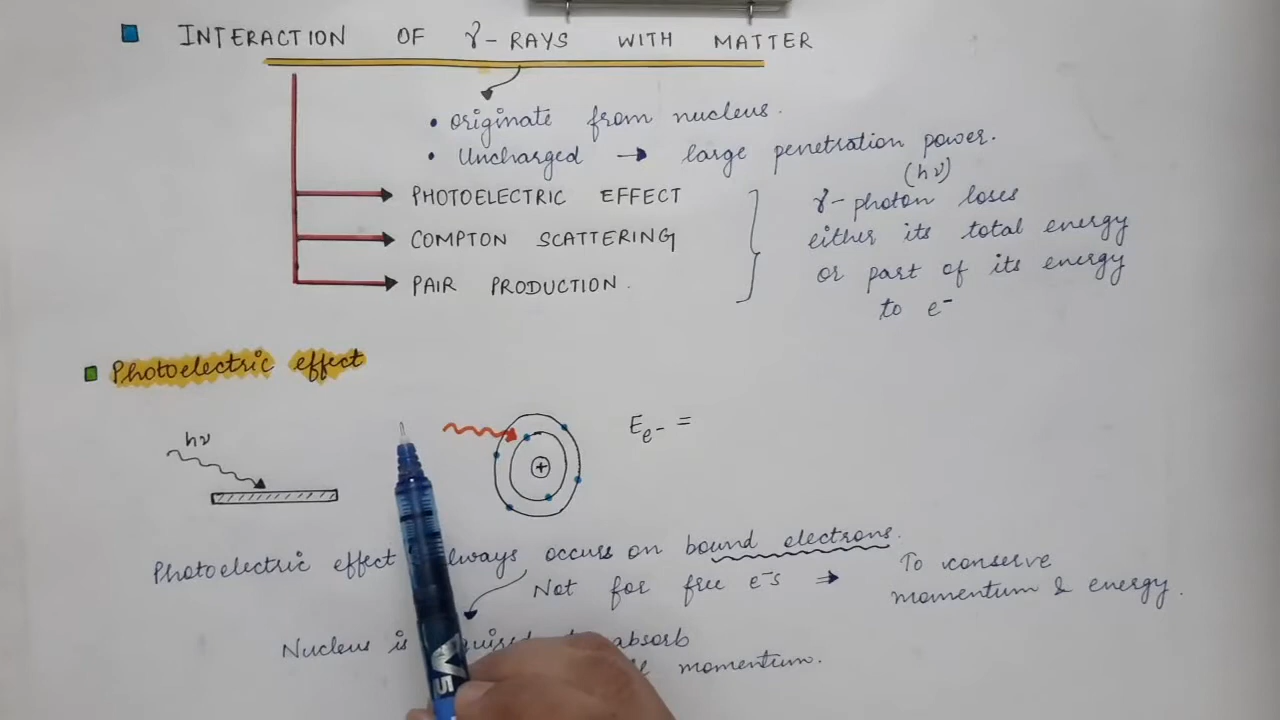 INTERACTION OF γ-RAYS WITH MATTER
• originate from nucleus.
• Uncharged → large penetration power.
PHOTOELECTRIC EFFECT
COMPTON SCATTERING
PAIR PRODUCTION.
(hν)
γ-photon loses
either its total energy
or part of its energy
to e⁻
Photoelectric effect
hν
+
E e⁻ =
Photoelectric effect always occurs on bound electrons.
Not for free e⁻s ⇒ To conserve
momentum & energy.
Nucleus is absorb
momentum.
V5